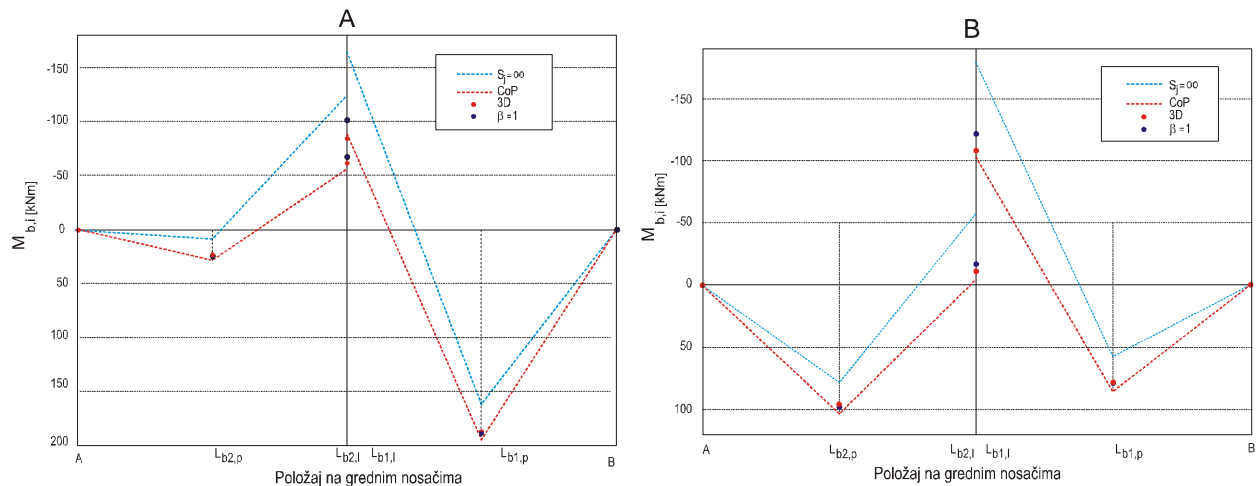 A
-150
-100
-50
0
50
100
150
200
M b,i [kNm]
Sj=∞
CoP
3D
β=1
A
Lb2,p
Lb2,l
Lb1,l
Lb1,p
B
Položaj na grednim nosačima
B
-150
-100
-50
0
50
100
M b,i [kNm]
Sj=∞
CoP
3D
β=1
A
Lb2,p
Lb2,l
Lb1,l
Lb1,p
B
Položaj na grednim nosačima